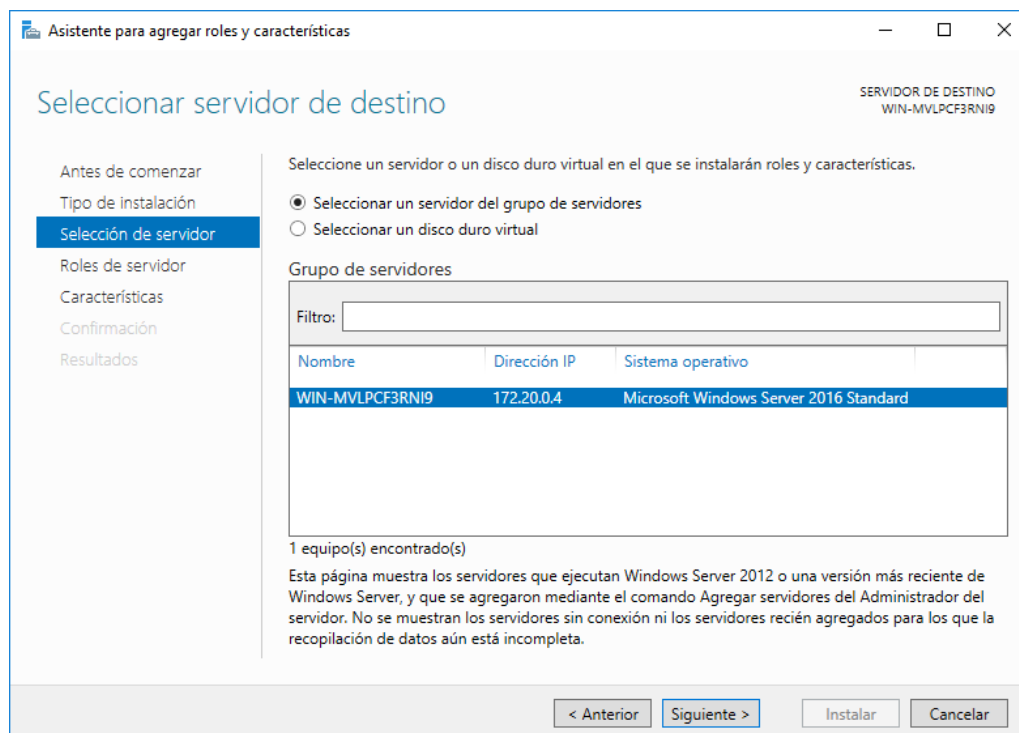 Asistente para agregar roles y características
Seleccionar servidor de destino
SERVIDOR DE DESTINO
WIN-MVLPCF3RNI9
Antes de comenzar
Tipo de instalación
Selección de servidor
Roles de servidor
Características
Confirmación
Resultados
Seleccione un servidor o un disco duro virtual en el que se instalarán roles y características.
Seleccionar un servidor del grupo de servidores
Seleccionar un disco duro virtual
Grupo de servidores
Filtro:
Nombre Dirección IP Sistema operativo
WIN-MVLPCF3RNI9 172.20.0.4 Microsoft Windows Server 2016 Standard
1 equipo(s) encontrado(s)
Esta página muestra los servidores que ejecutan Windows Server 2012 o una versión más reciente de
Windows Server, y que se agregaron mediante el comando Agregar servidores del Administrador del
servidor. No se muestran los servidores sin conexión ni los servidores recién agregados para los que la
recopilación de datos aún está incompleta.
< Anterior Siguiente > Instalar Cancelar